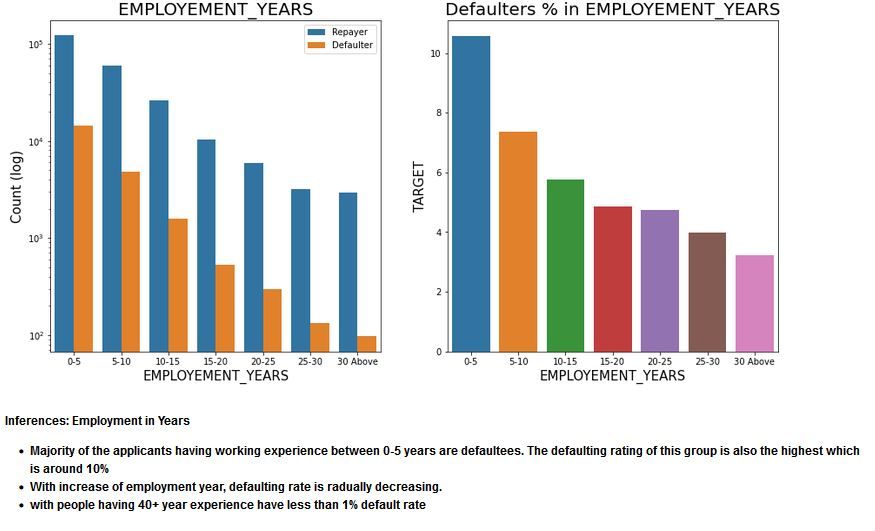 EMPLOYEMENT_YEARS
Repayer
Defaulter
Count (log)
10⁵
10⁴
10³
10²
0-5 5-10 10-15 15-20 20-25 25-30 30 Above
EMPLOYEMENT_YEARS
Defaulters % in EMPLOYEMENT_YEARS
TARGET
10
8
6
4
2
0
0-5 5-10 10-15 15-20 20-25 25-30 30 Above
EMPLOYEMENT_YEARS
Inferences: Employment in Years
• Majority of the applicants having working experience between 0-5 years are defaultees. The defaulting rating of this group is also the highest which
is around 10%
• With increase of employment year, defaulting rate is radually decreasing.
• with people having 40+ year experience have less than 1% default rate